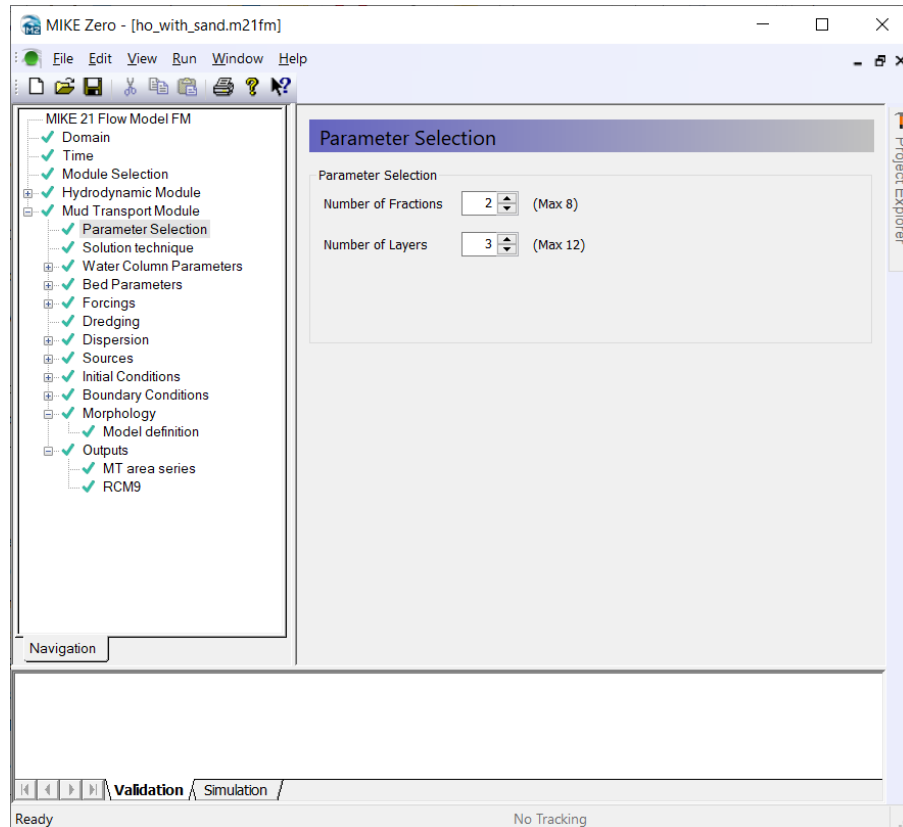 MIKE Zero - [ho_with_sand.m21fm]
File Edit View Run Window Help
MIKE 21 Flow Model FM
Domain
Time
Module Selection
Hydrodynamic Module
Mud Transport Module
Parameter Selection
Solution technique
Water Column Parameters
Bed Parameters
Forcings
Dredging
Dispersion
Sources
Initial Conditions
Boundary Conditions
Morphology
Model definition
Outputs
MT area series
RCM9
Navigation
Parameter Selection
Parameter Selection
Number of Fractions 2 (Max 8)
Number of Layers 3 (Max 12)
Project Explorer
Validation Simulation
Ready No Tracking